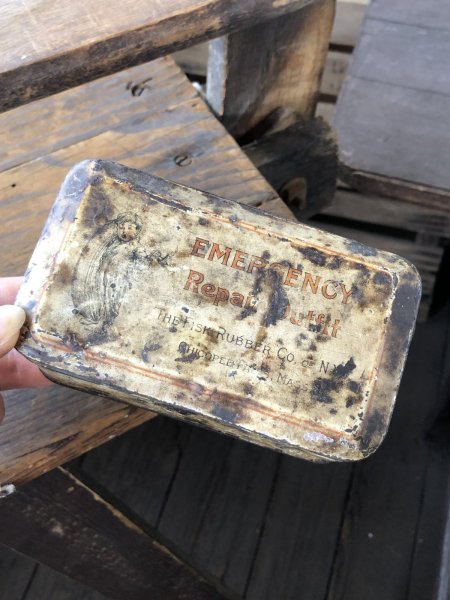 EMERGENCY
Repair Outfit
THE FISK RUBBER CO. OF N.Y.
CHICOPEE FALLS, MASS.